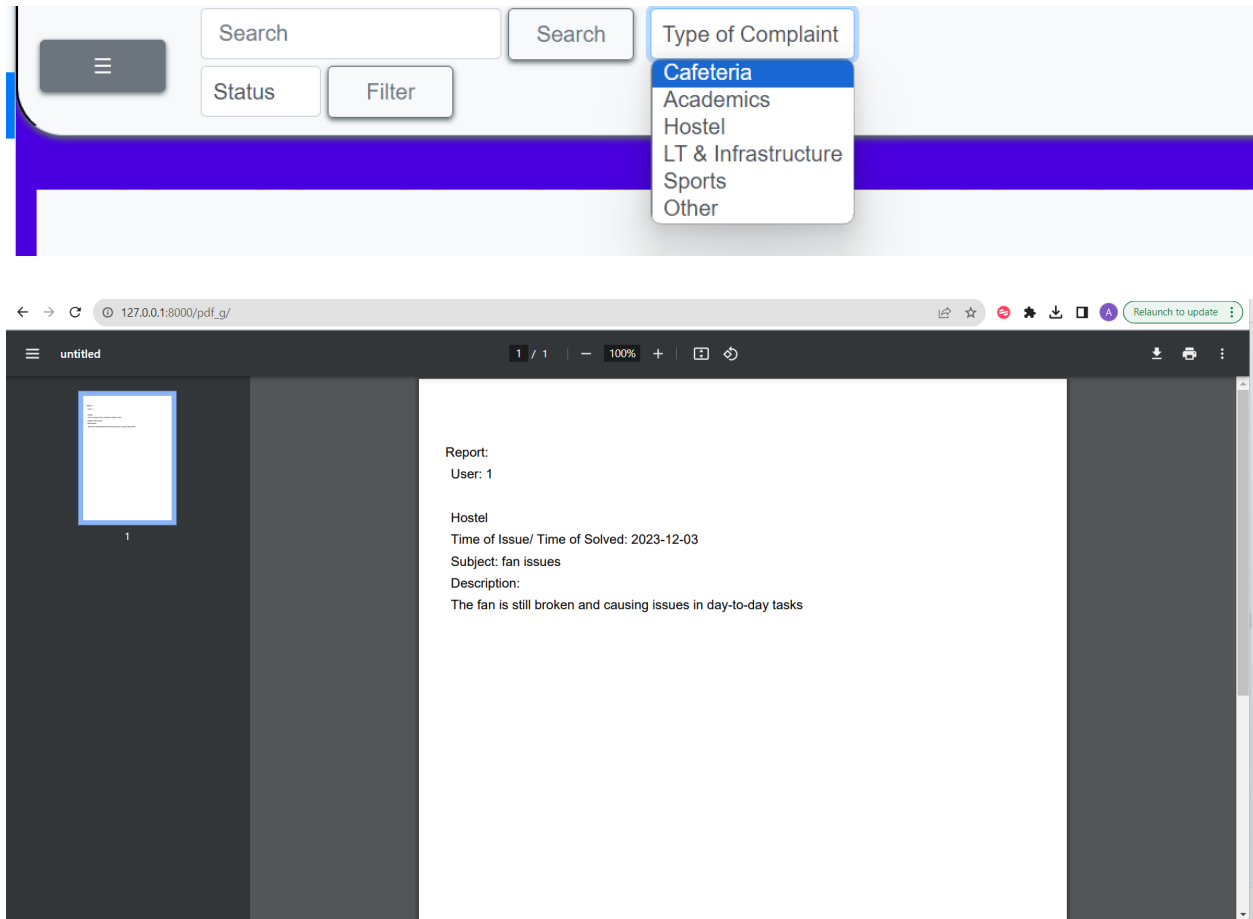 Search Search Type of Complaint
☰
Status Filter
Cafeteria
Academics
Hostel
LT & Infrastructure
Sports
Other
127.0.0.1:8000/pdf_g/ A Relaunch to update
untitled 1 / 1 100%
1
Report:
User: 1
Hostel
Time of Issue/ Time of Solved: 2023-12-03
Subject: fan issues
Description:
The fan is still broken and causing issues in day-to-day tasks